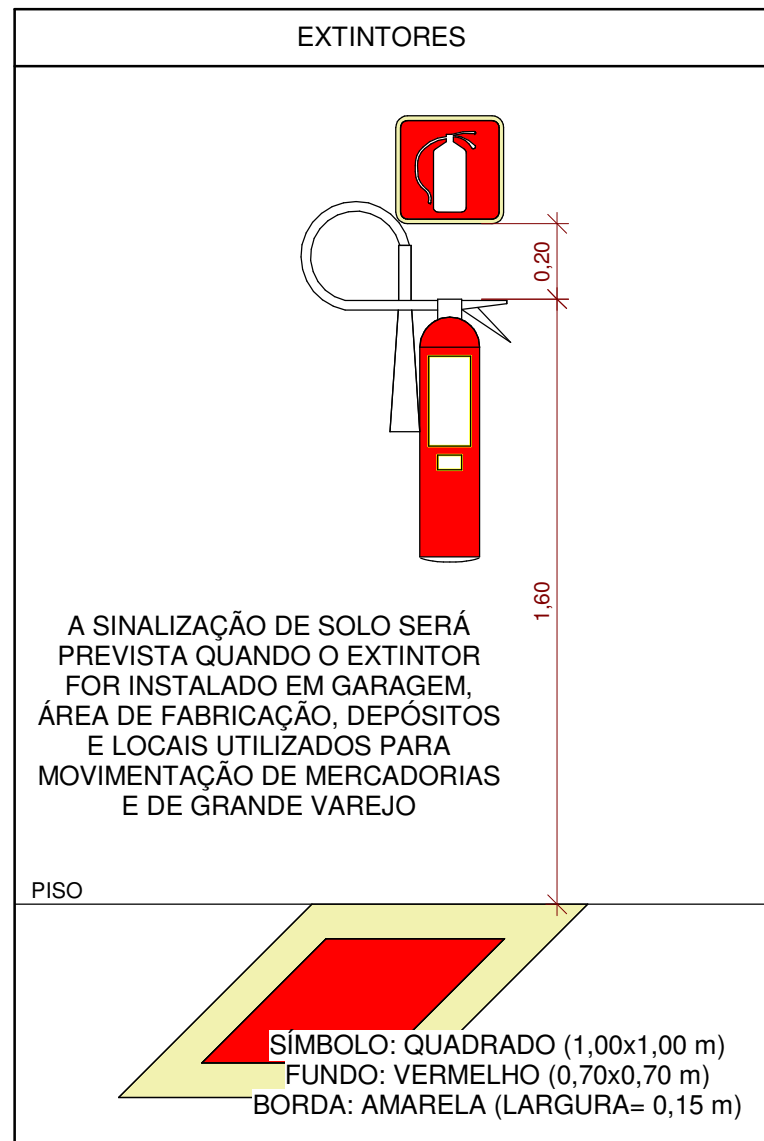 EXTINTORES
0,20
1,60
A SINALIZAÇÃO DE SOLO SERÁ
PREVISTA QUANDO O EXTINTOR
FOR INSTALADO EM GARAGEM,
ÁREA DE FABRICAÇÃO, DEPÓSITOS
E LOCAIS UTILIZADOS PARA
MOVIMENTAÇÃO DE MERCADORIAS
E DE GRANDE VAREJO
PISO
SÍMBOLO: QUADRADO (1,00x1,00 m)
FUNDO: VERMELHO (0,70x0,70 m)
BORDA: AMARELA (LARGURA= 0,15 m)